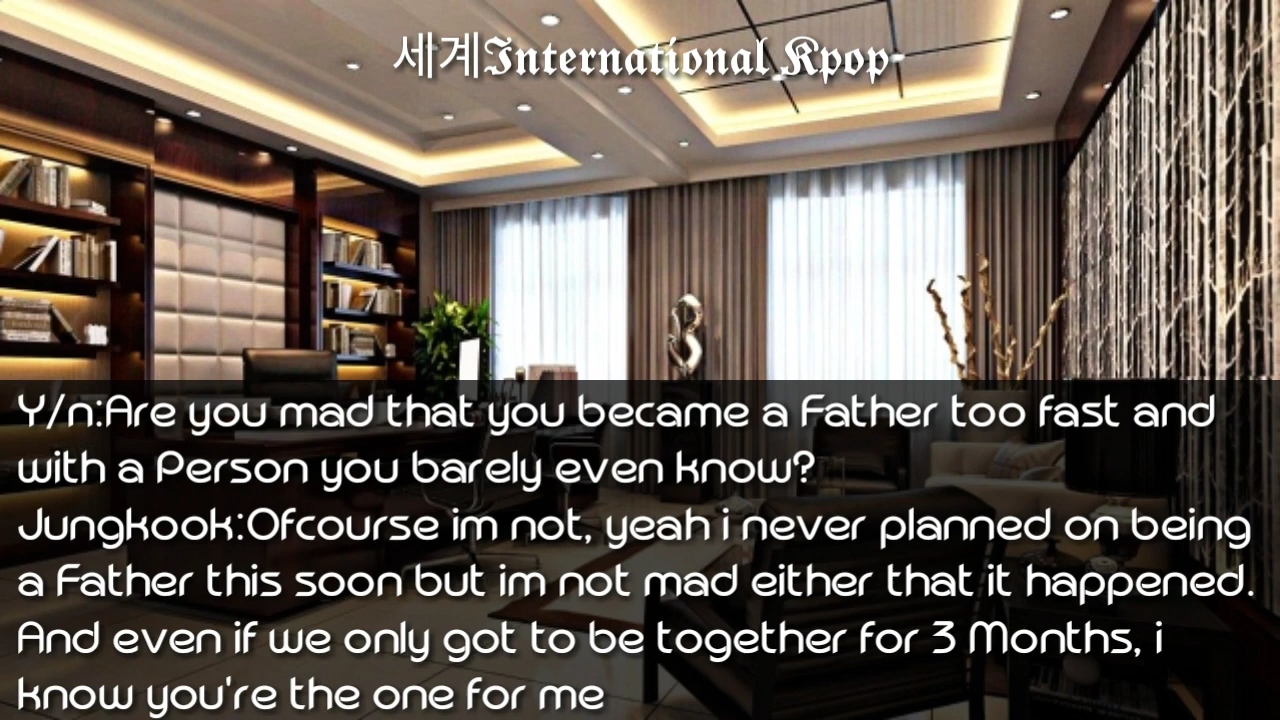 세계International Kpop
Y/n:Are you mad that you became a Father too fast and
with a Person you barely even know?
Jungkook:Ofcourse im not, yeah i never planned on being
a Father this soon but im not mad either that it happened.
And even if we only got to be together for 3 Months, i
know you're the one for me